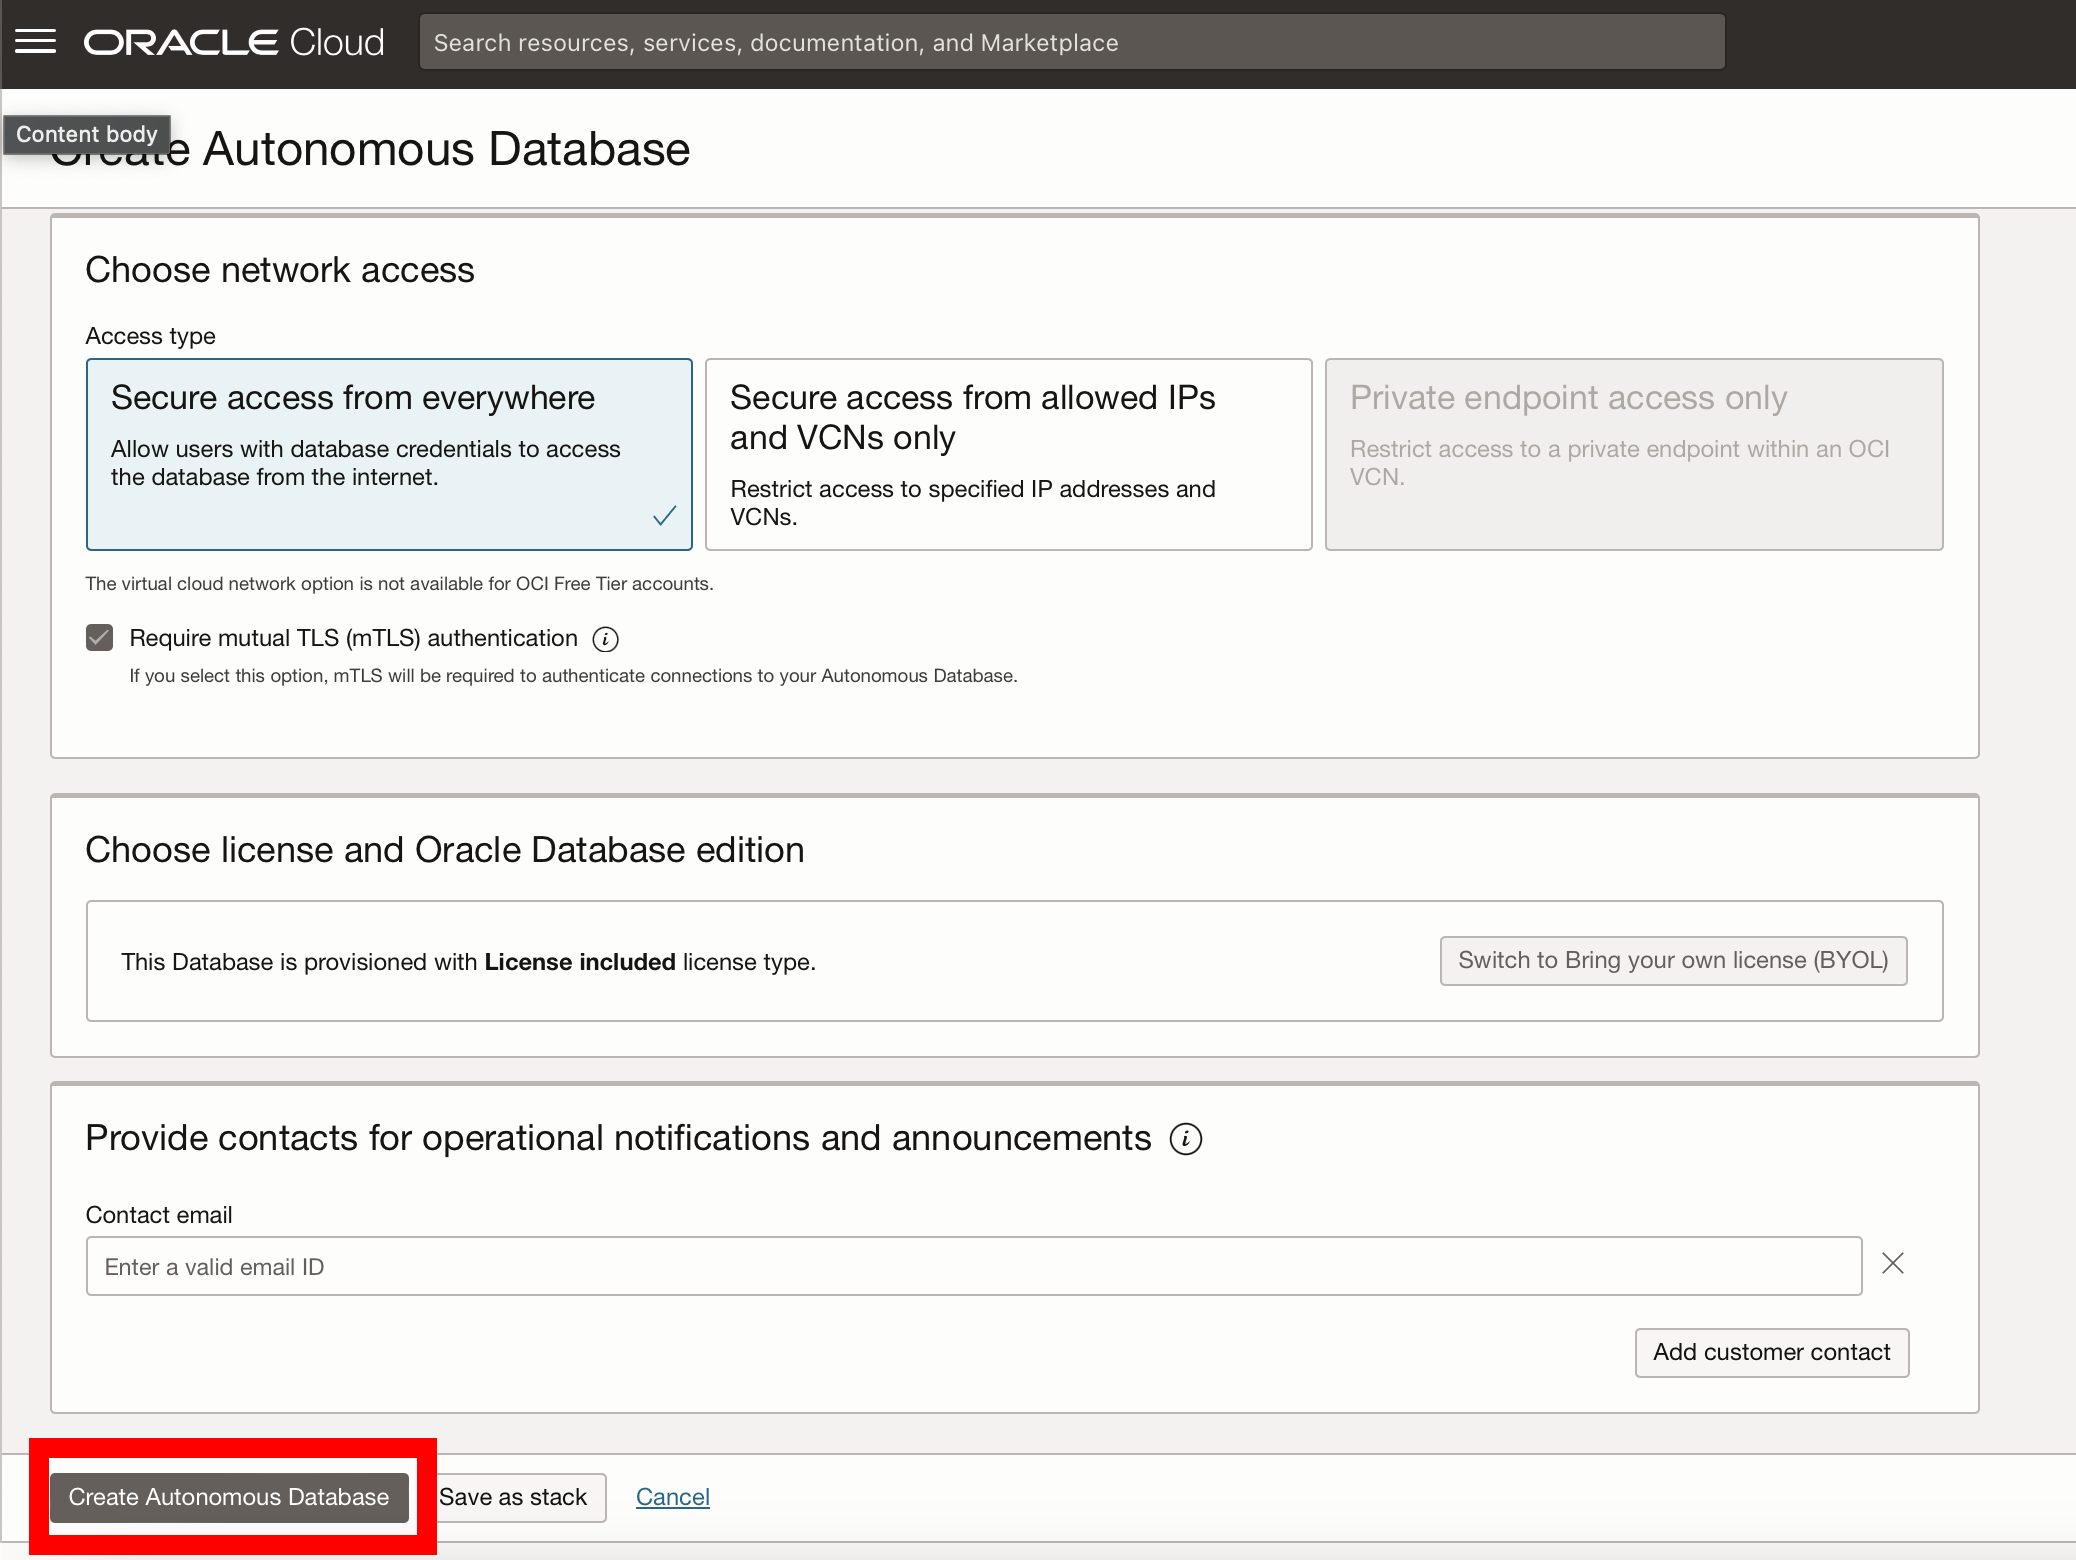 ORACLE Cloud
Search resources, services, documentation, and Marketplace
Content body
Create Autonomous Database
Choose network access
Access type
Secure access from everywhere
Allow users with database credentials to access
the database from the internet.
Secure access from allowed IPs
and VCNs only
Restrict access to specified IP addresses and
VCNs.
Private endpoint access only
Restrict access to a private endpoint within an OCI
VCN.
The virtual cloud network option is not available for OCI Free Tier accounts.
Require mutual TLS (mTLS) authentication
If you select this option, mTLS will be required to authenticate connections to your Autonomous Database.
Choose license and Oracle Database edition
This Database is provisioned with License included license type.
Switch to Bring your own license (BYOL)
Provide contacts for operational notifications and announcements
Contact email
Enter a valid email ID
Add customer contact
Create Autonomous Database
Save as stack
Cancel